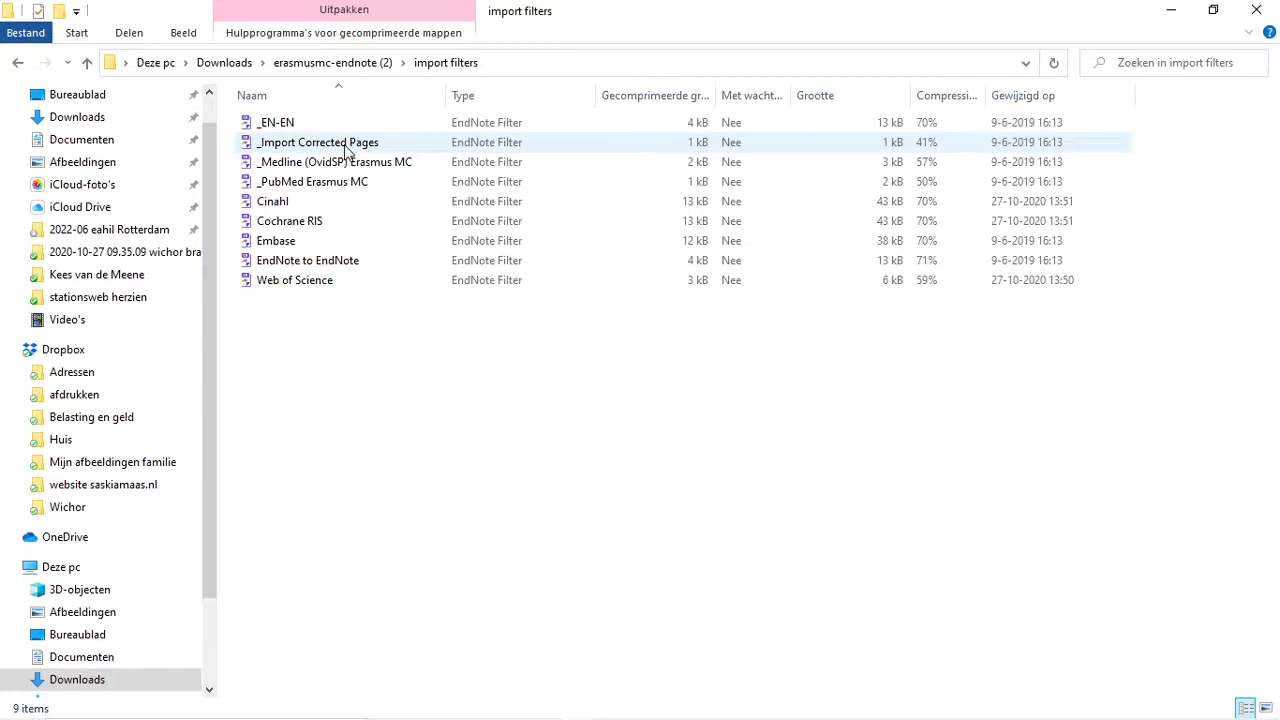 Uitpakken
import filters
Bestand
Start
Delen
Beeld
Hulpprogramma's voor gecomprimeerde mappen
Deze pc
Downloads
erasmusmc-endnote (2)
import filters
Zoeken in import filters
Bureaublad
Downloads
Documenten
Afbeeldingen
iCloud-foto's
iCloud Drive
2022-06 eahil Rotterdam
2020-10-27 09.35.09 wichor bra
Kees van de Meene
stationsweb herzien
Video's
Dropbox
Adressen
afdrukken
Belasting en geld
Huis
Mijn afbeeldingen familie
website saskiamaas.nl
Wichor
OneDrive
Deze pc
3D-objecten
Afbeeldingen
Bureaublad
Documenten
Downloads
Naam Type Gecomprimeerde gr... Met wacht... Grootte Compressi... Gewijzigd op
_EN-EN EndNote Filter 4 kB Nee 13 kB 70% 9-6-2019 16:13
_Import Corrected Pages EndNote Filter 1 kB Nee 1 kB 41% 9-6-2019 16:13
_Medline (OvidSP) Erasmus MC EndNote Filter 2 kB Nee 3 kB 57% 9-6-2019 16:13
_PubMed Erasmus MC EndNote Filter 1 kB Nee 2 kB 50% 9-6-2019 16:13
Cinahl EndNote Filter 13 kB Nee 43 kB 70% 27-10-2020 13:51
Cochrane RIS EndNote Filter 13 kB Nee 43 kB 70% 27-10-2020 13:51
Embase EndNote Filter 12 kB Nee 38 kB 70% 9-6-2019 16:13
EndNote to EndNote EndNote Filter 4 kB Nee 13 kB 71% 9-6-2019 16:13
Web of Science EndNote Filter 3 kB Nee 6 kB 59% 27-10-2020 13:50
9 items